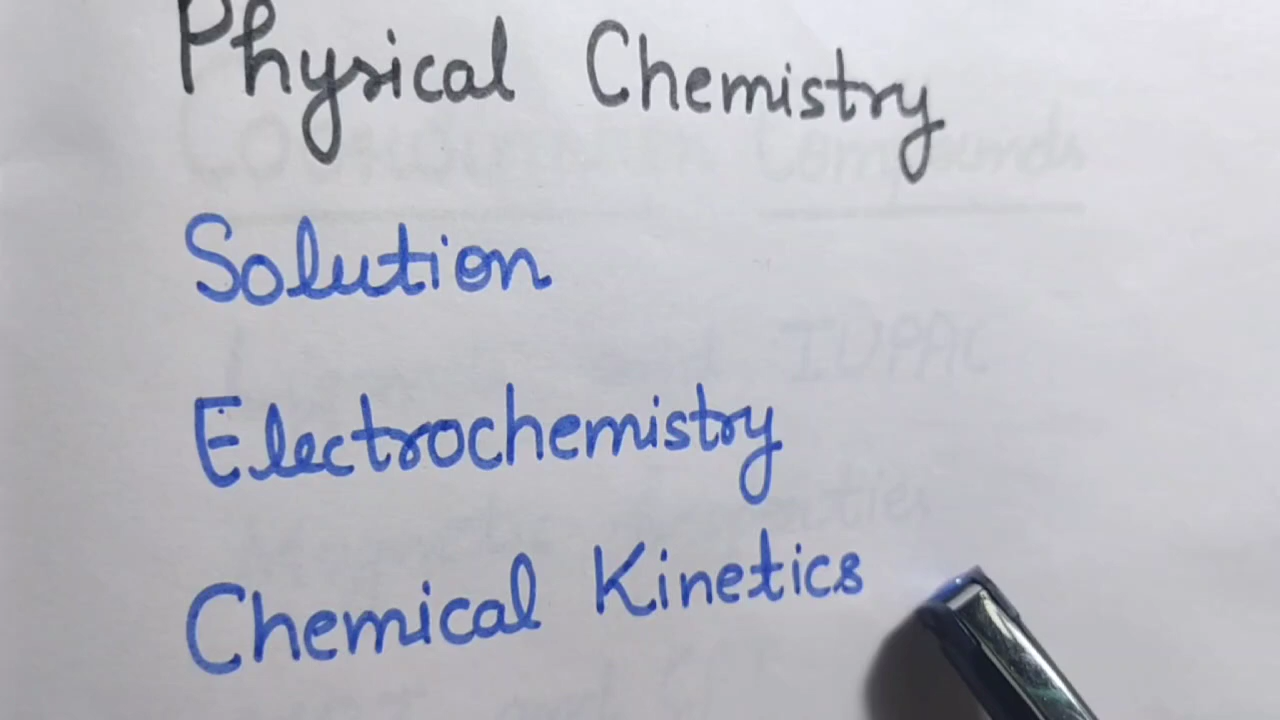 Physical Chemistry
Solution
Electrochemistry
Chemical Kinetics